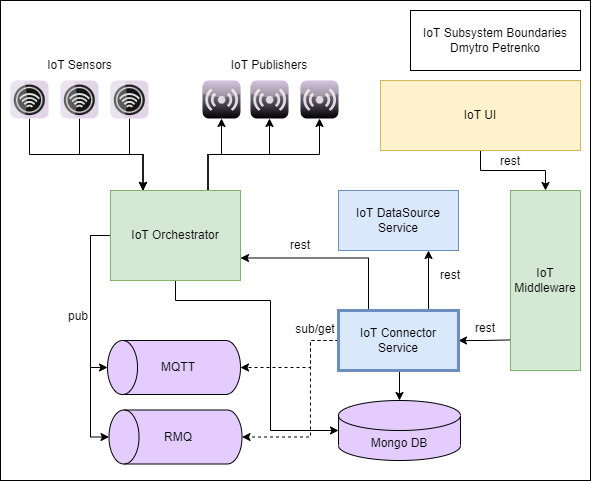 IoT Subsystem Boundaries
Dmytro Petrenko
IoT Sensors
IoT Publishers
IoT UI
rest
IoT Orchestrator
IoT DataSource
Service
IoT
Middleware
rest
rest
pub
sub/get
IoT Connector
Service
rest
MQTT
RMQ
Mongo DB